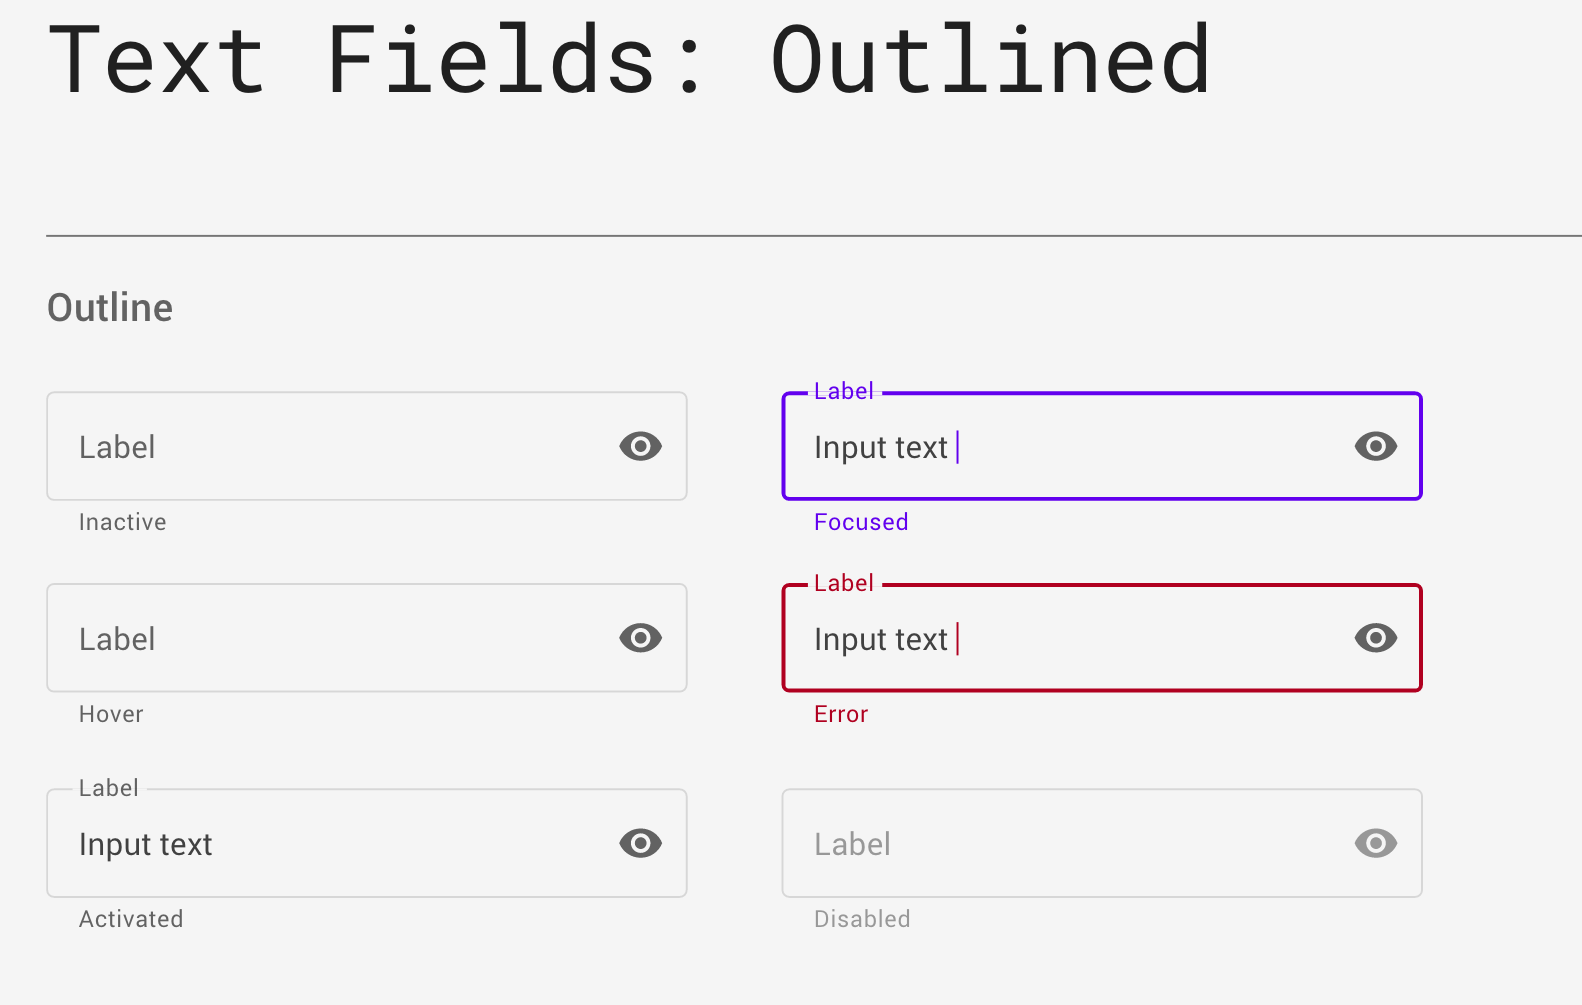 Text Fields: Outlined
Outline
Label
Inactive
Label
Input text
Focused
Label
Hover
Label
Input text
Error
Label
Input text
Activated
Label
Disabled